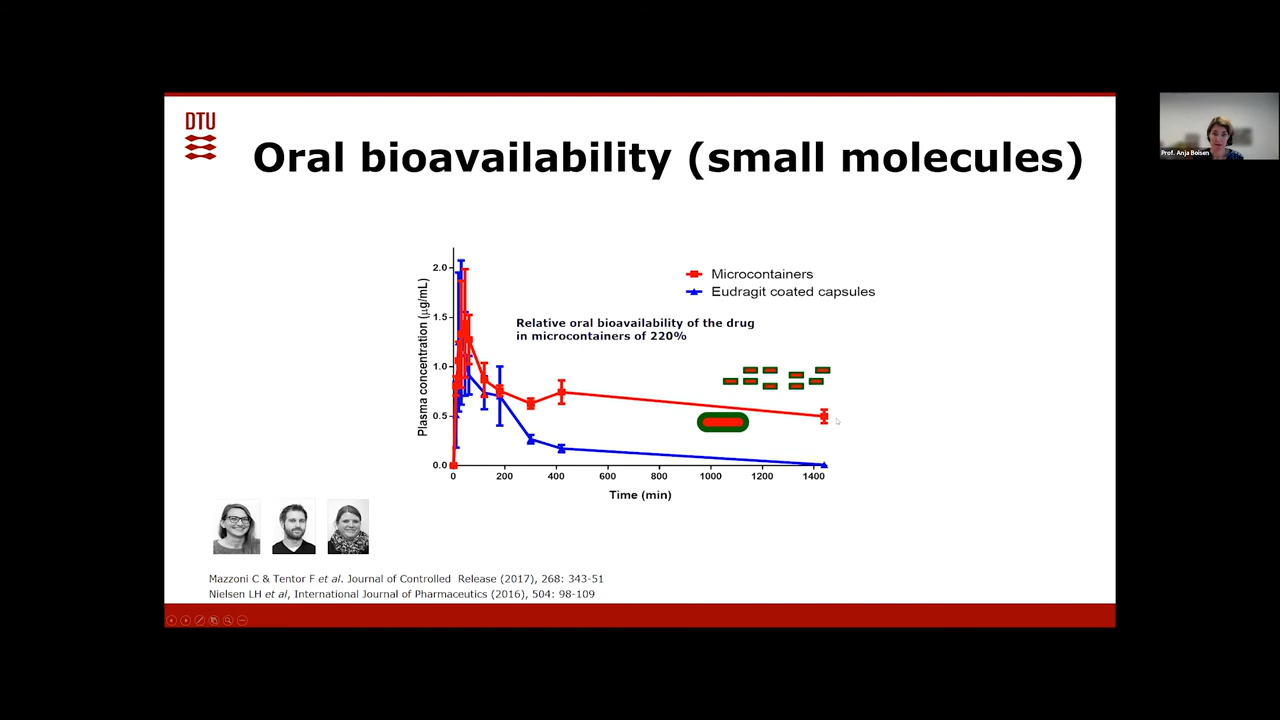 DTU
Oral bioavailability (small molecules)
Prof. Anja Boisen
Microcontainers
Eudragit coated capsules
Relative oral bioavailability of the drug
in microcontainers of 220%
Plasma concentration (µg/mL)
2.0
1.5
1.0
0.5
0.0
0 200 400 600 800 1000 1200 1400
Time (min)
Mazzoni C & Tentor F et al. Journal of Controlled Release (2017), 268: 343-51
Nielsen LH et al, International Journal of Pharmaceutics (2016), 504: 98-109